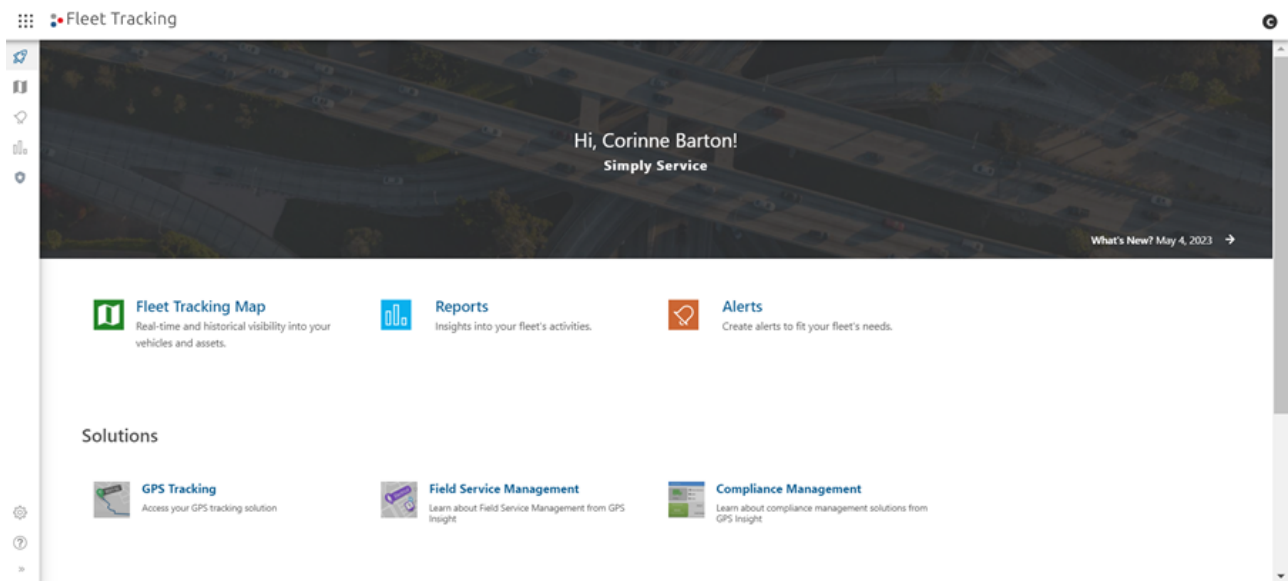 Fleet Tracking
C
Hi, Corinne Barton!
Simply Service
What's New? May 4, 2023 →
Fleet Tracking Map
Real-time and historical visibility into your
vehicles and assets.
Reports
Insights into your fleet's activities.
Alerts
Create alerts to fit your fleet's needs.
Solutions
GPS Tracking
Access your GPS tracking solution
Field Service Management
Learn about Field Service Management from GPS
Insight
Compliance Management
Learn about compliance management solutions from
GPS Insight